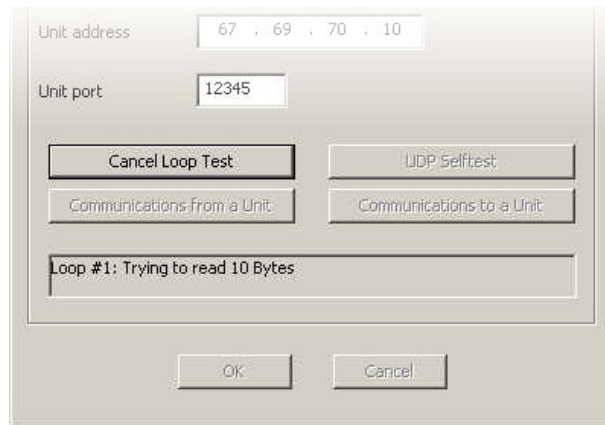 Unit address 67 . 69 . 70 . 10
Unit port 12345
Cancel Loop Test UDP Selftest
Communications from a Unit Communications to a Unit
Loop #1: Trying to read 10 Bytes
OK Cancel